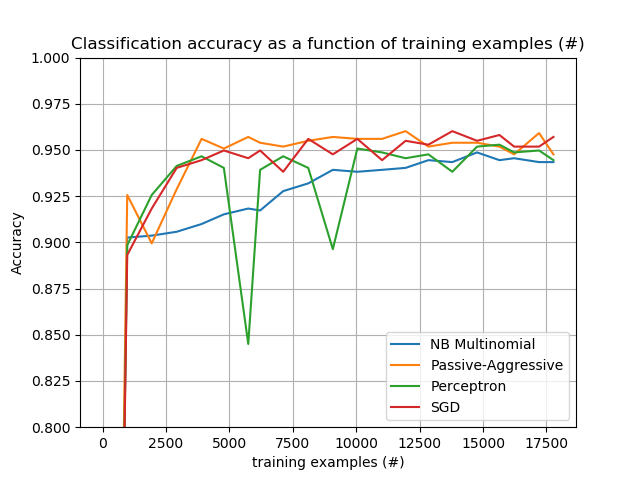 Classification accuracy as a function of training examples (#)
1.000
0.975
0.950
0.925
0.900
0.875
0.850
0.825
0.800
Accuracy
NB Multinomial
Passive-Aggressive
Perceptron
SGD
0 2500 5000 7500 10000 12500 15000 17500
training examples (#)